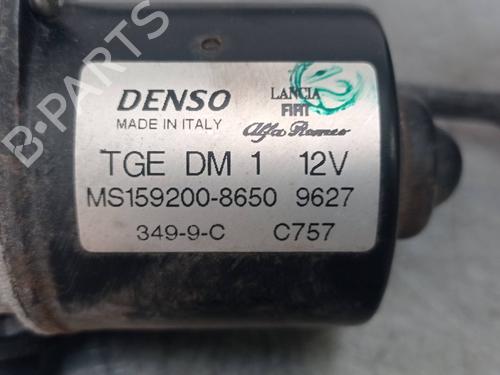 B-PARTS
DENSO
MADE IN ITALY
LANCIA
FIAT
Alfa Romeo
TGE DM 1 12V
MS159200-8650 9627
349-9-C C757